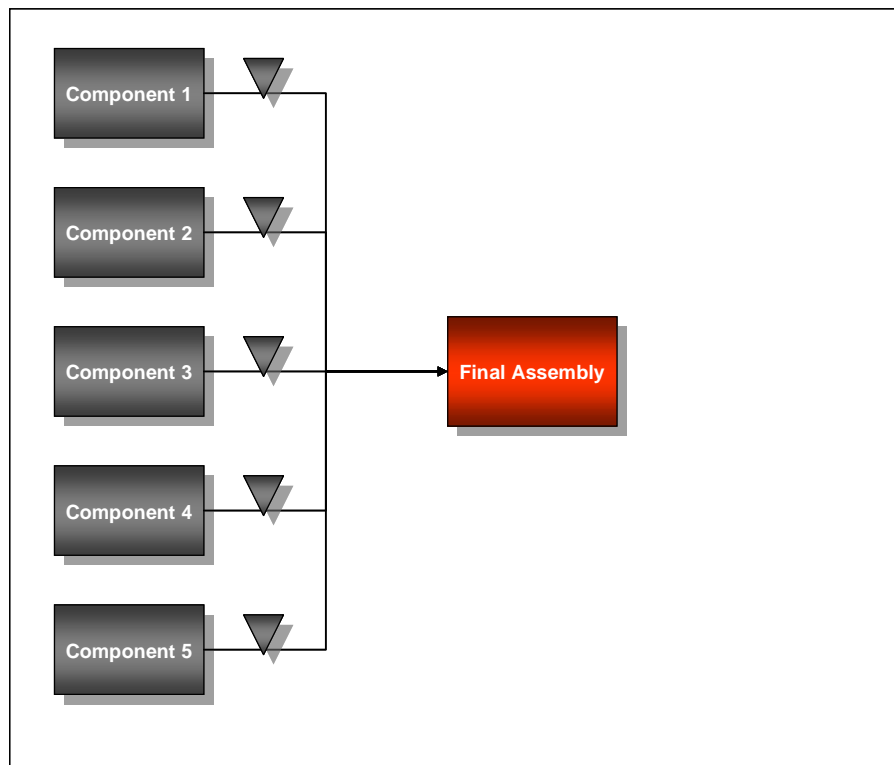 Component 1
Component 2
Component 3
Final Assembly
Component 4
Component 5